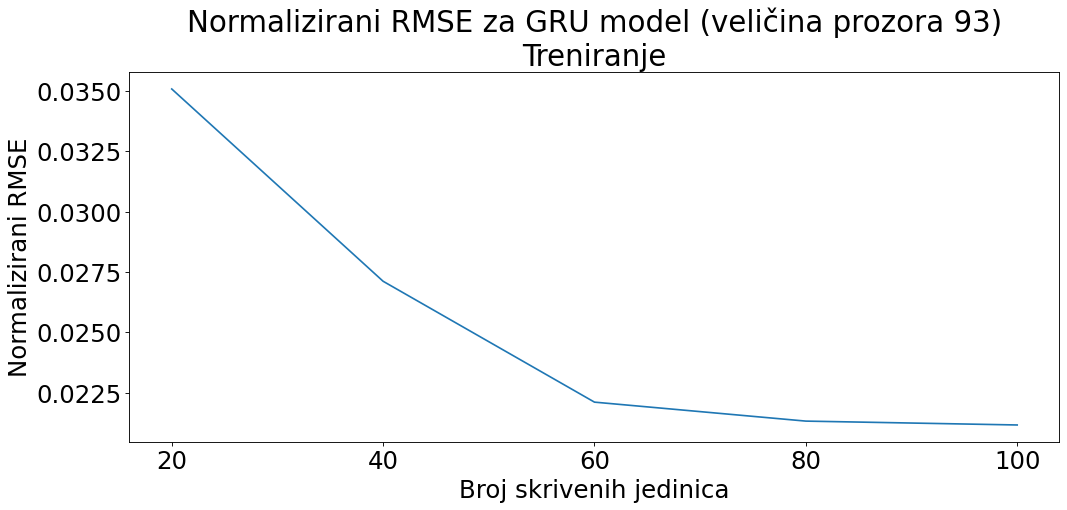 Normalizirani RMSE za GRU model (veličina prozora 93)
Treniranje
Normalizirani RMSE
0.0350
0.0325
0.0300
0.0275
0.0250
0.0225
20 40 60 80 100
Broj skrivenih jedinica